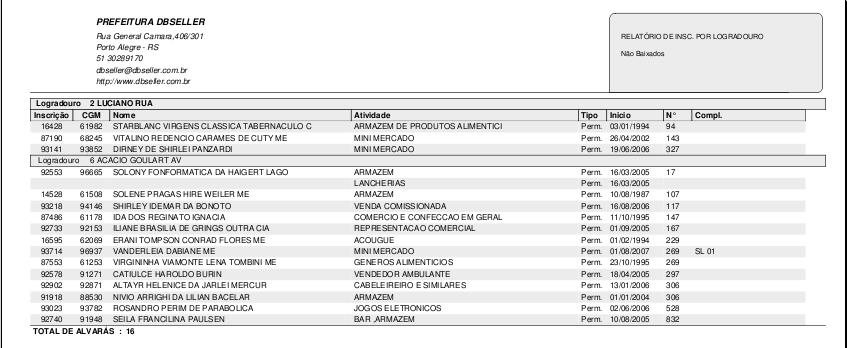 PREFEITURA DBSELLER
Rua General Camara,406/301
Porto Alegre - RS
51 30289170
dbseller@dbseller.com.br
http://www.dbseller.com.br
RELATÓRIO DE INSC. POR LOGRADOURO
Não Baixados
Logradouro 2 LUCIANO RUA
Inscrição CGM Nome Atividade Tipo Inicio N° Compl.
16428 61982 STARBLANC VIRGENS CLASSICA TABERNACULO C ARMAZEM DE PRODUTOS ALIMENTICI Perm. 03/01/1994 94
87190 68245 VITALINO REDENCIO CARAMES DE CUTY ME MINI MERCADO Perm. 26/04/2002 143
93141 93852 DIRNEY DE SHIRLEI PANZARDI MINI MERCADO Perm. 19/06/2006 327
Logradouro 6 ACACIO GOULART AV
92553 96665 SOLONY FONFORMATICA DA HAIGERT LAGO ARMAZEM Perm. 16/03/2005 17
LANCHERIAS Perm. 16/03/2005
14528 61508 SOLENE PRAGAS HIRE WEILER ME ARMAZEM Perm. 10/08/1987 107
93218 94146 SHIRLEY IDEMAR DA BONOTO VENDA COMISSIONADA Perm. 16/08/2006 117
87486 61178 IDA DOS REGINATO IGNACIA COMERCIO E CONFECCAO EM GERAL Perm. 11/10/1995 147
92733 92153 ILIANE BRASILIA DE GRINGS OUTRA CIA REPRESENTACAO COMERCIAL Perm. 01/09/2005 167
16595 62069 ERANI TOMPSON CONRAD FLORES ME ACOUGUE Perm. 01/02/1994 229
93714 96937 VANDERLEIA DABIANE ME MINI MERCADO Perm. 01/08/2007 269 SL 01
87553 61253 VIRGININHA VIAMONTE LENA TOMBINI ME GENEROS ALIMENTICIOS Perm. 23/10/1995 269
92578 91271 CATIULCE HAROLDO BURIN VENDEDOR AMBULANTE Perm. 18/04/2005 297
92902 92871 ALTAYR HELENICE DA JARLEI MERCUR CABELEIREIRO E SIMILARES Perm. 13/01/2006 306
91918 88530 NIVIO ARRIGHI DA LILIAN BACELAR ARMAZEM Perm. 01/01/2004 306
93023 93782 ROSANDRO PERIM DE PARABOLICA JOGOS ELETRONICOS Perm. 02/06/2006 528
92740 91948 SEILA FRANCILINA PAULSEN BAR ,ARMAZEM Perm. 10/08/2005 832
TOTAL DE ALVARÁS : 16